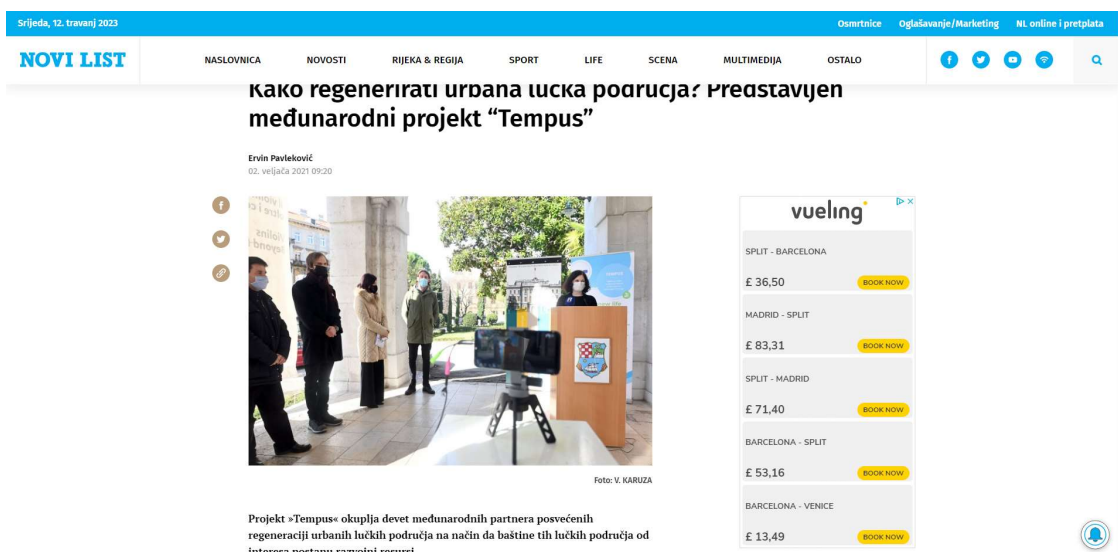 Srijeda, 12. travanj 2023
Osmrtnice Oglašavanje/Marketing NL online i pretplata
NOVI LIST
NASLOVNICA NOVOSTI RIJEKA & REGIJA SPORT LIFE SCENA MULTIMEDIJA OSTALO
Kako regenerirati urbana lučka područja? Predstavljen
međunarodni projekt “Tempus”
Ervin Pavleković
02. veljača 2021 09:20
Foto: V. KARUZA
Projekt »Tempus« okuplja devet međunarodnih partnera posvećenih
regeneraciji urbanih lučkih područja na način da baštine tih lučkih područja od
interesa postanu razvojni resursi
vueling
SPLIT - BARCELONA
£ 36,50 BOOK NOW
MADRID - SPLIT
£ 83,31 BOOK NOW
SPLIT - MADRID
£ 71,40 BOOK NOW
BARCELONA - SPLIT
£ 53,16 BOOK NOW
BARCELONA - VENICE
£ 13,49 BOOK NOW